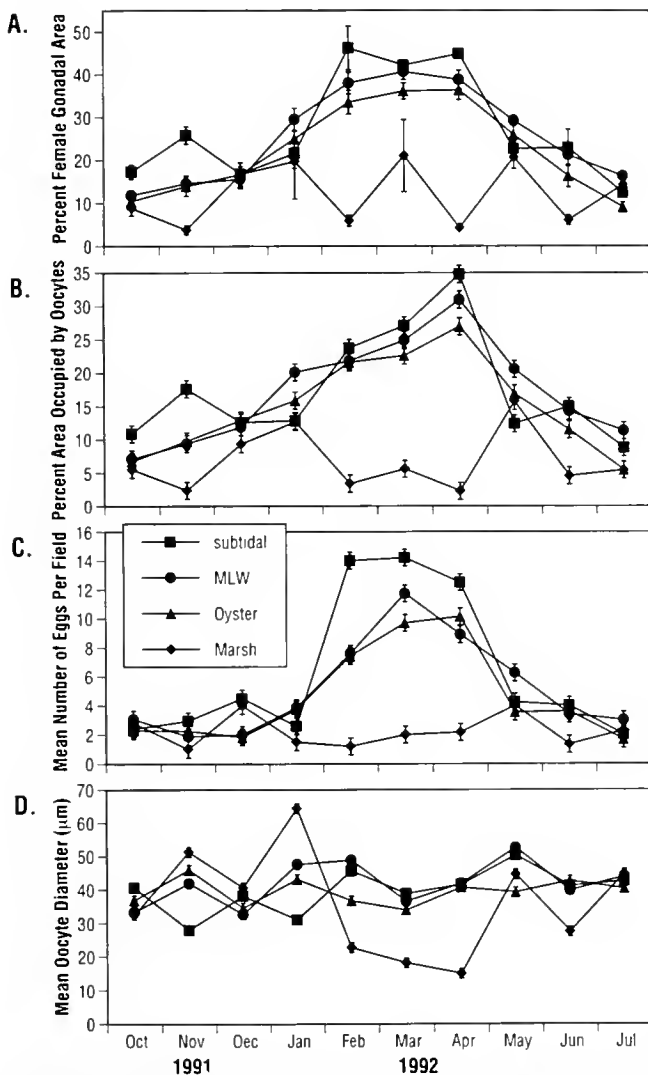 A.
Percent Female Gonadal Area
50
40
30
20
10
0
B.
Percent Area Occupied by Oocytes
35
30
25
20
15
10
5
0
C.
Mean Number of Eggs Per Field
16
14
12
10
8
6
4
2
0
subtidal
MLW
Oyster
Marsh
D.
Mean Oocyte Diameter (µm)
70
60
50
40
30
20
10
0
Oct Nov Dec Jan Feb Mar Apr May Jun Jul
1991 1992